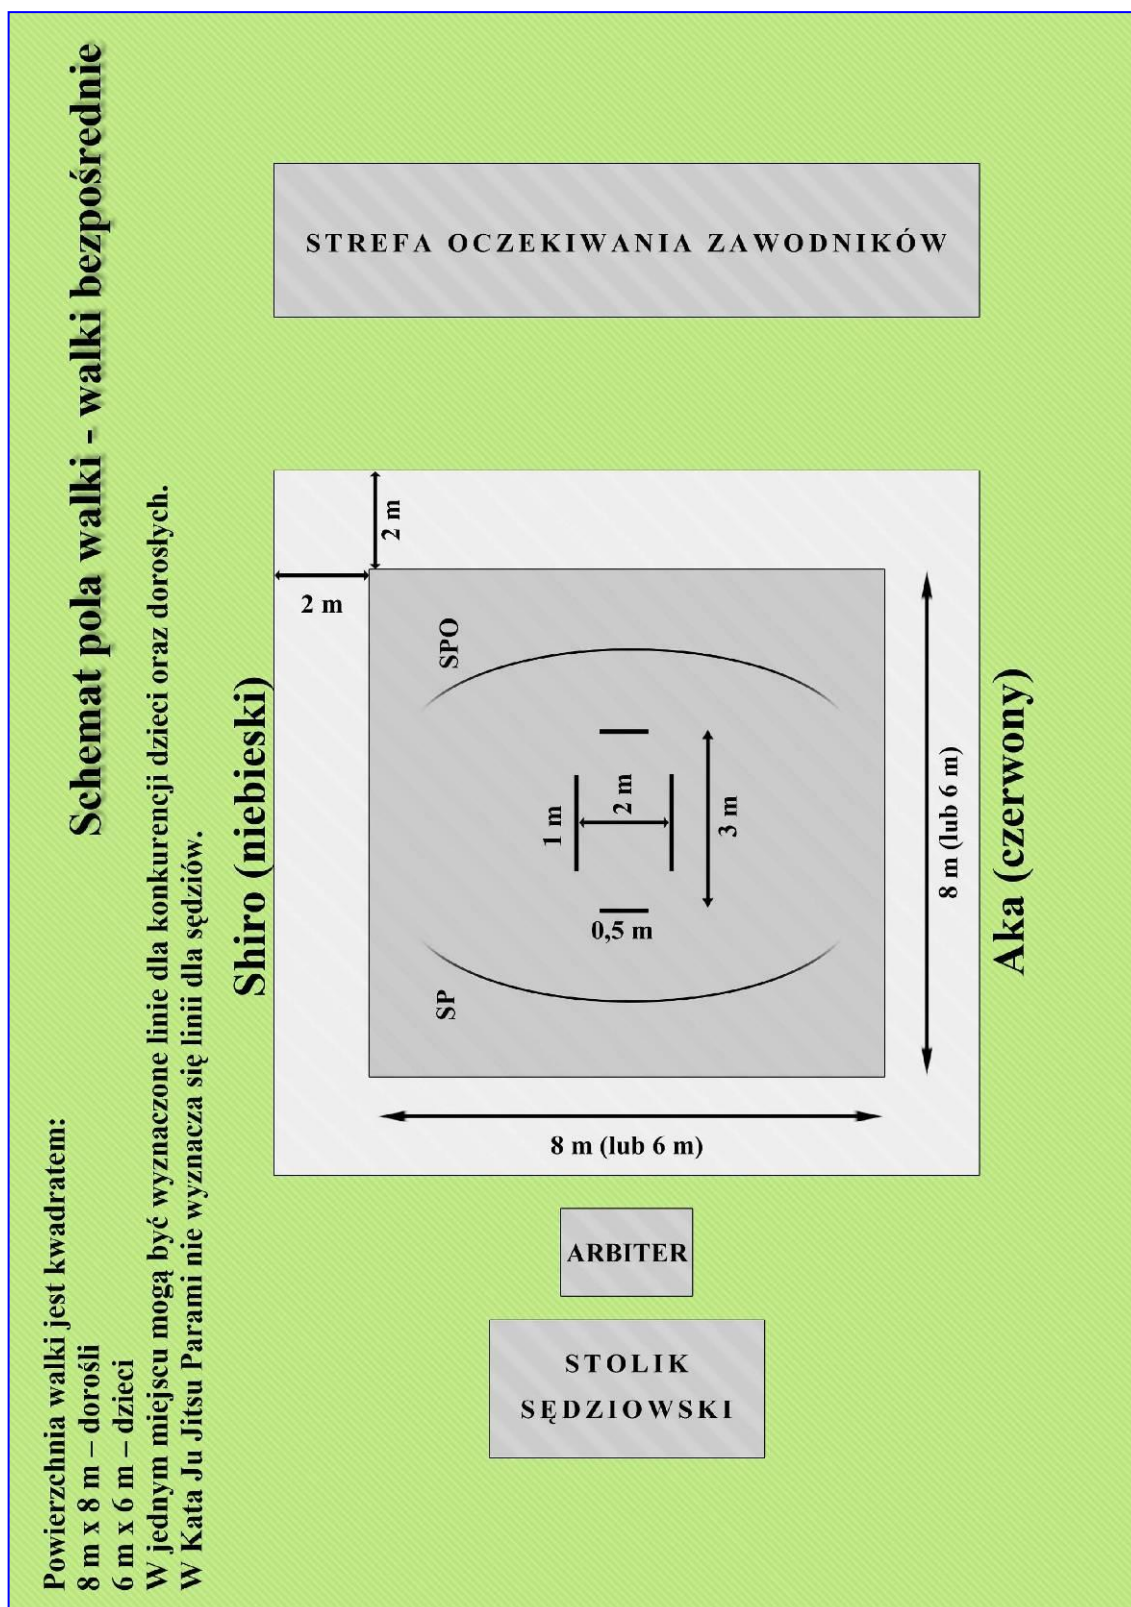 Schemat pola walki - walki bezpośrednie
Powierzchnia walki jest kwadratem:
8 m x 8 m – dorośli
6 m x 6 m – dzieci
W jednym miejscu mogą być wyznaczone linie dla konkurencji dzieci oraz dorosłych.
W Kata Ju Jitsu Parami nie wyznacza się linii dla sędziów.
STREFA OCZEKIWANIA ZAWODNIKÓW
Shiro (niebieski)
2 m
2 m
SPO
1 m
2 m
3 m
0,5 m
SP
8 m (lub 6 m)
Aka (czerwony)
8 m (lub 6 m)
ARBITER
STOLIK
SĘDZIOWSKI